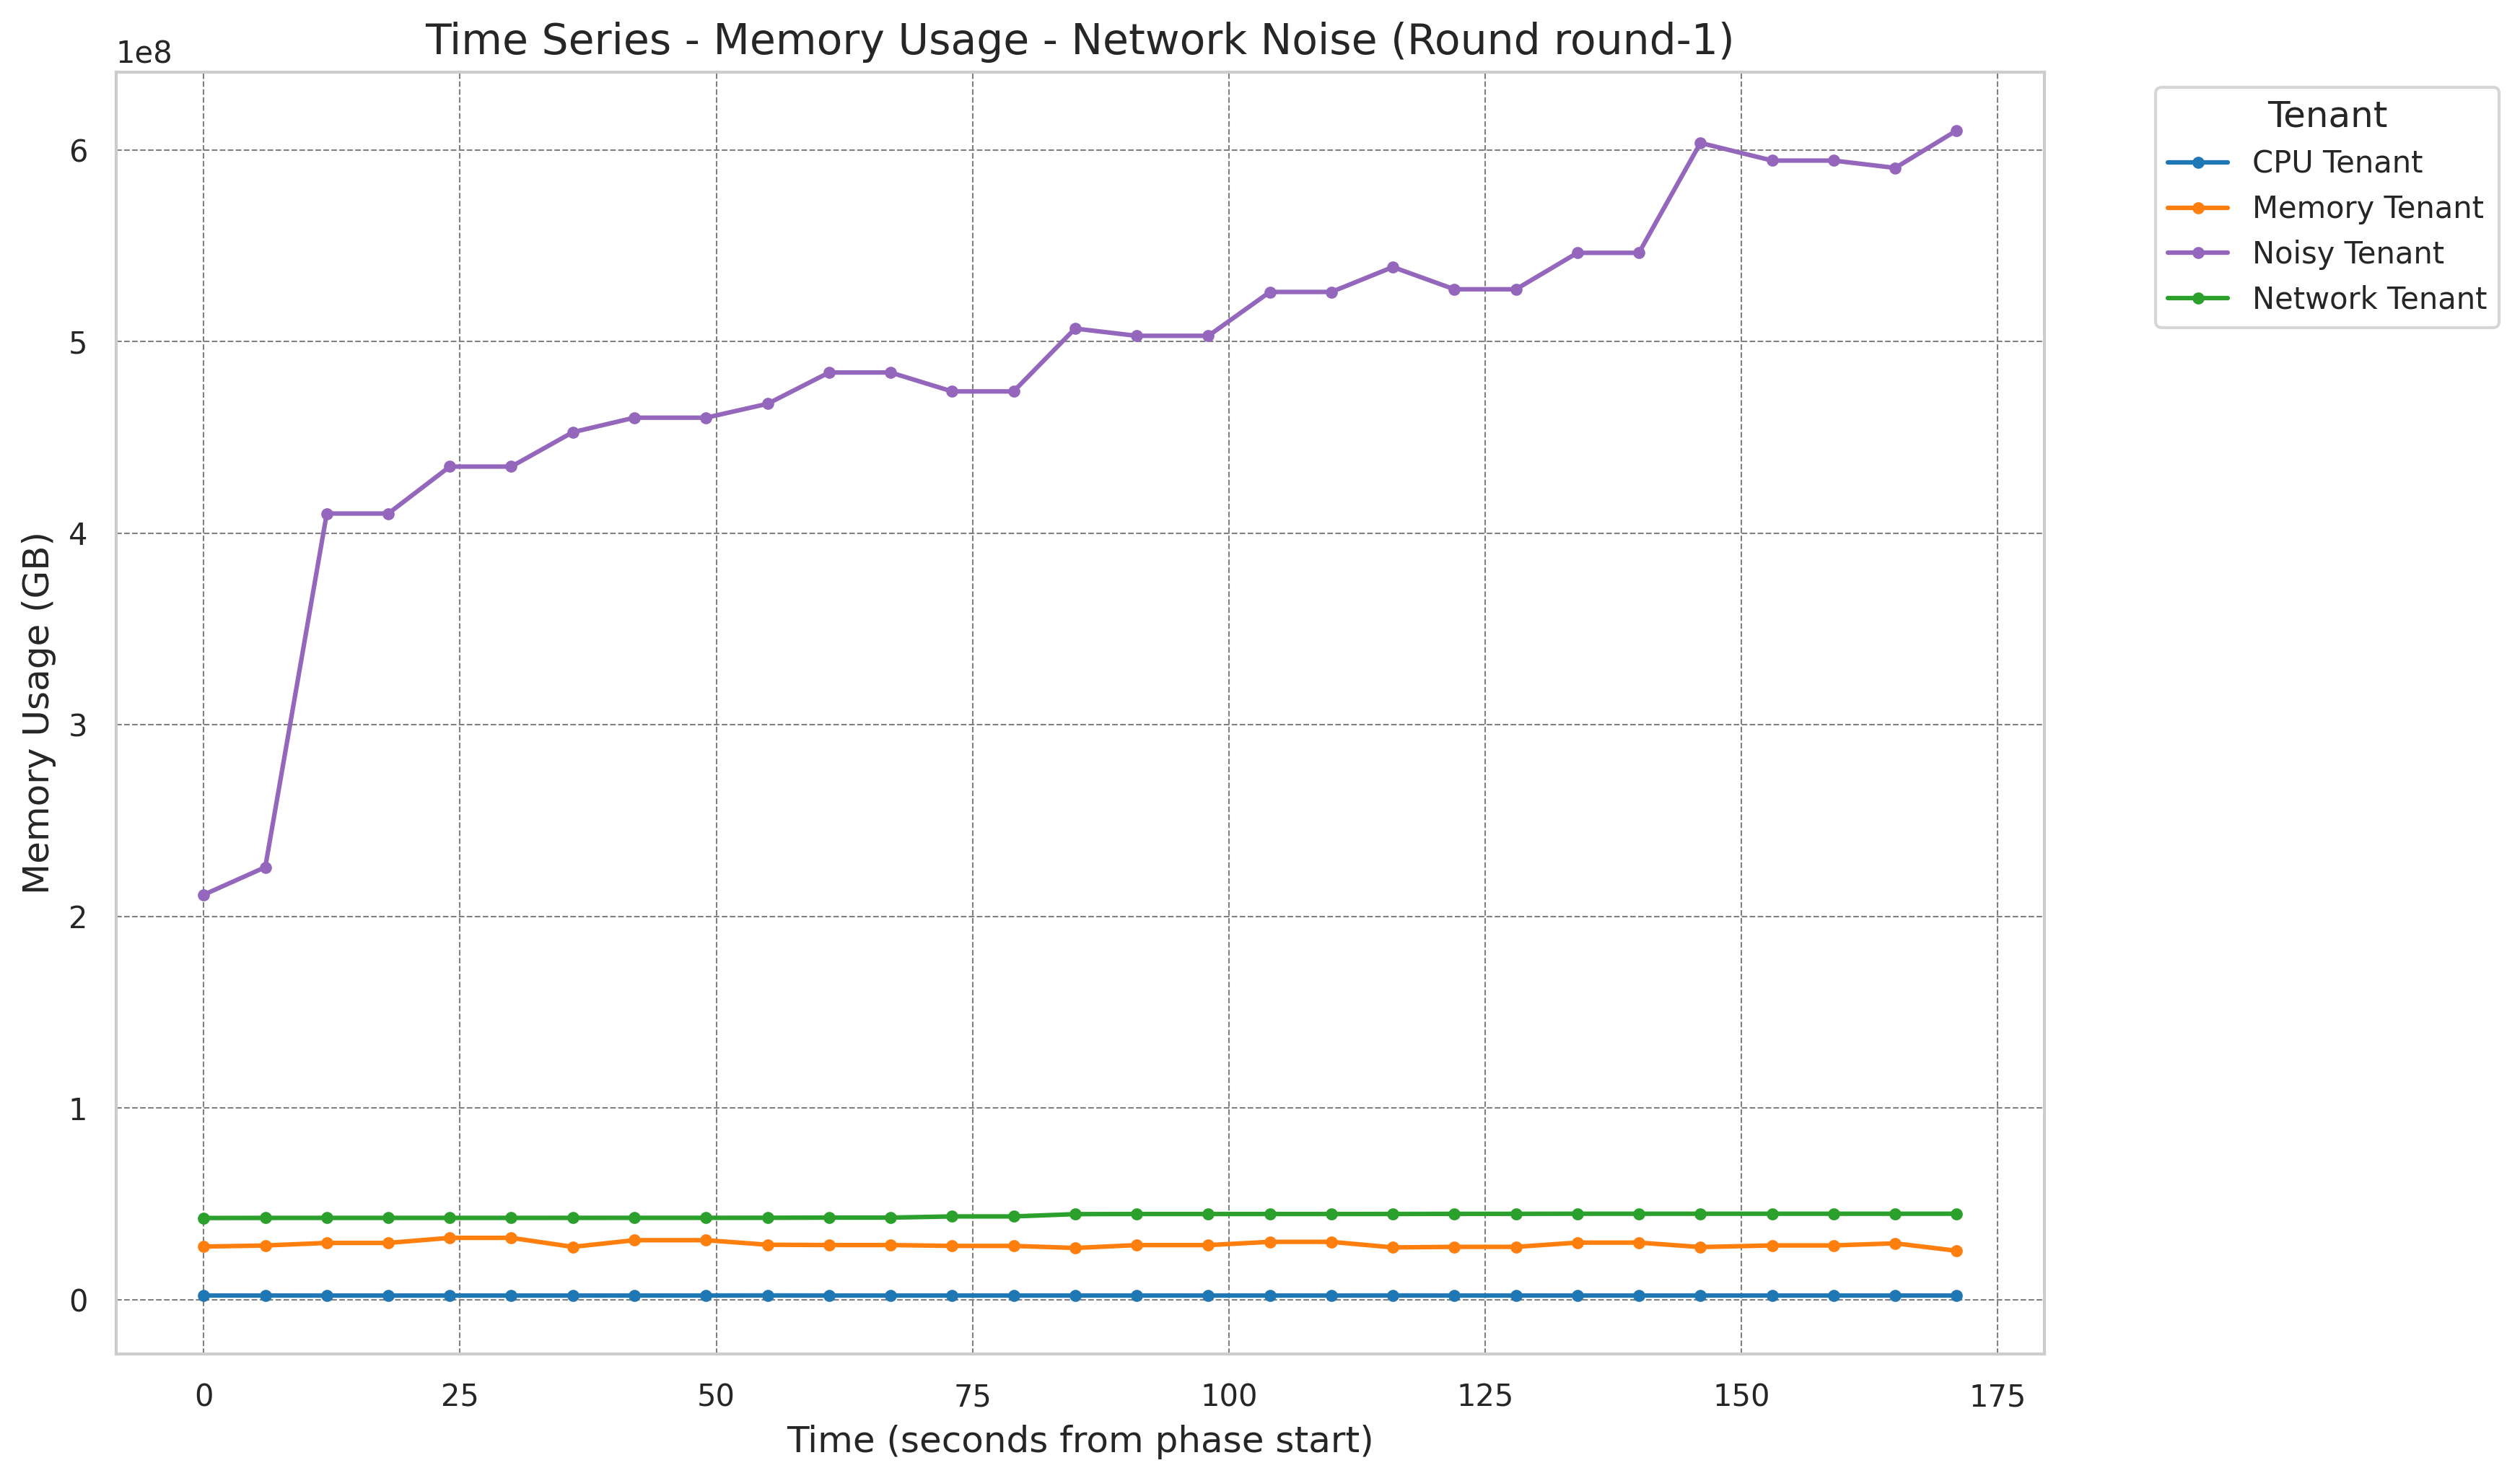 Time Series - Memory Usage - Network Noise (Round round-1)
1e8
6
5
4
3
2
1
0
Memory Usage (GB)
0 25 50 75 100 125 150 175
Time (seconds from phase start)
Tenant
CPU Tenant
Memory Tenant
Noisy Tenant
Network Tenant